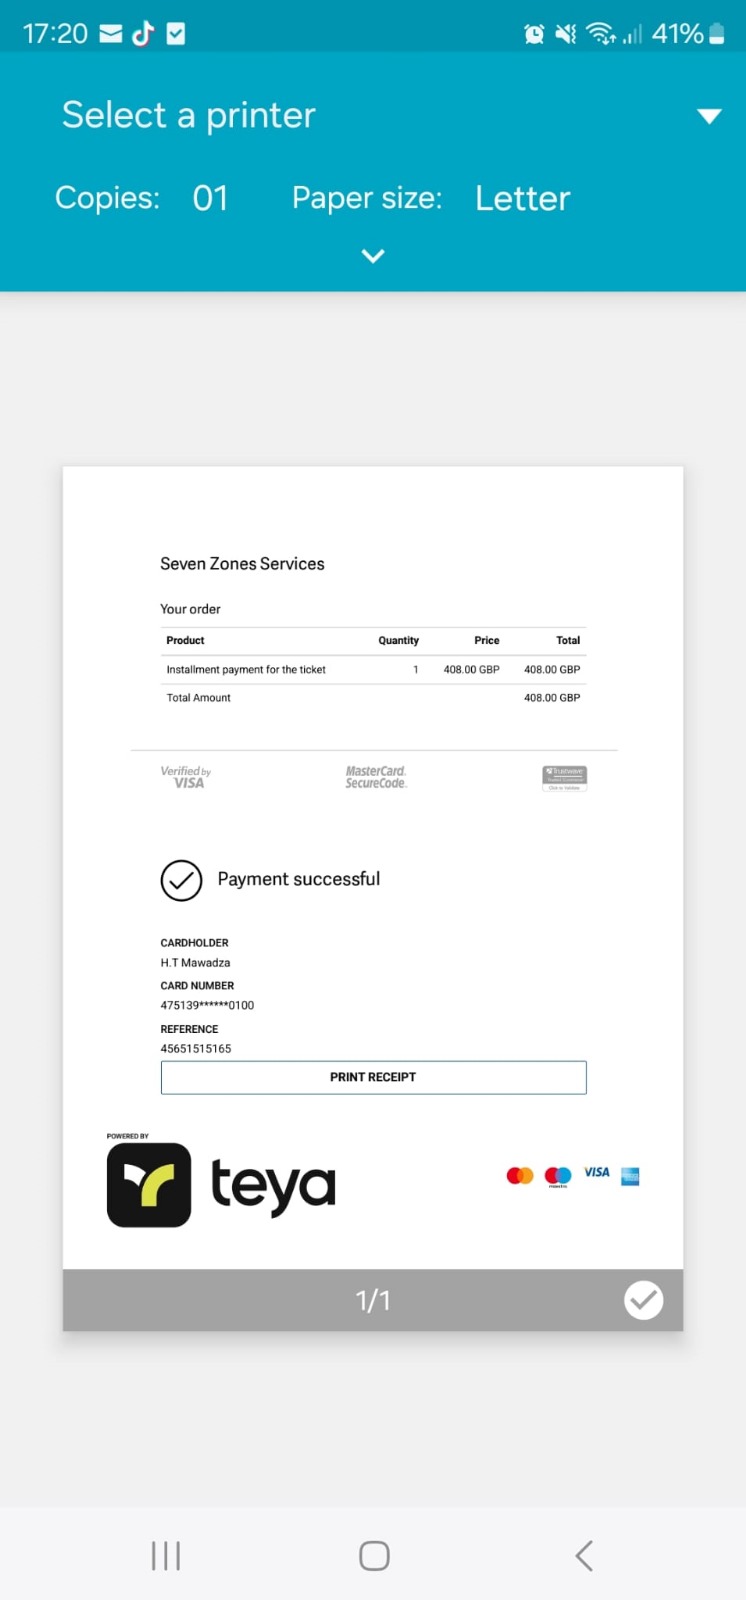 17:20 41%
Select a printer
Copies: 01 Paper size: Letter
Seven Zones Services
Your order
Product Quantity Price Total
Installment payment for the ticket 1 408.00 GBP 408.00 GBP
Total Amount 408.00 GBP
Verified by VISA
MasterCard. SecureCode.
Trustwave
Click to Validate
Payment successful
CARDHOLDER
H.T Mawadza
CARD NUMBER
475139******0100
REFERENCE
45651515165
PRINT RECEIPT
POWERED BY
teya
maestro
VISA
1/1